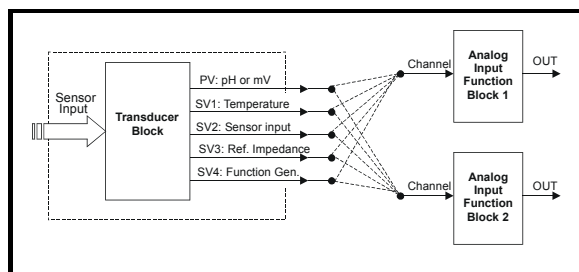 Sensor
Input
Transducer
Block
PV: pH or mV
SV1: Temperature
SV2: Sensor input
SV3: Ref. Impedance
SV4: Function Gen.
Channel
Analog
Input
Function
Block 1
OUT
Channel
Analog
Input
Function
Block 2
OUT